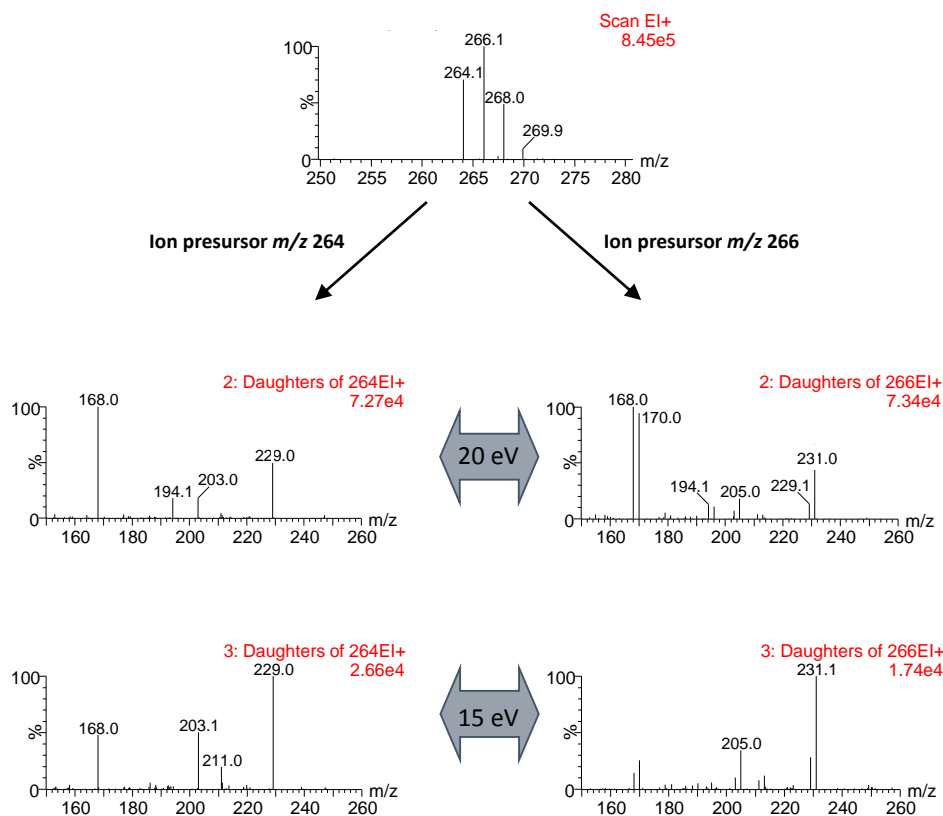 Scan EI+
8.45e5
100
%
0
266.1
264.1
268.0
269.9
m/z
250 255 260 265 270 275 280
Ion presursor m/z 264
Ion presursor m/z 266
2: Daughters of 264EI+
7.27e4
100
%
0
168.0
194.1
203.0
229.0
m/z
160 180 200 220 240 260
20 eV
2: Daughters of 266EI+
7.34e4
100
%
0
168.0
170.0
194.1
205.0
229.1
231.0
m/z
160 180 200 220 240 260
3: Daughters of 264EI+
2.66e4
100
%
0
168.0
203.1
211.0
229.0
m/z
160 180 200 220 240 260
15 eV
3: Daughters of 266EI+
1.74e4
100
%
0
205.0
231.1
m/z
160 180 200 220 240 260